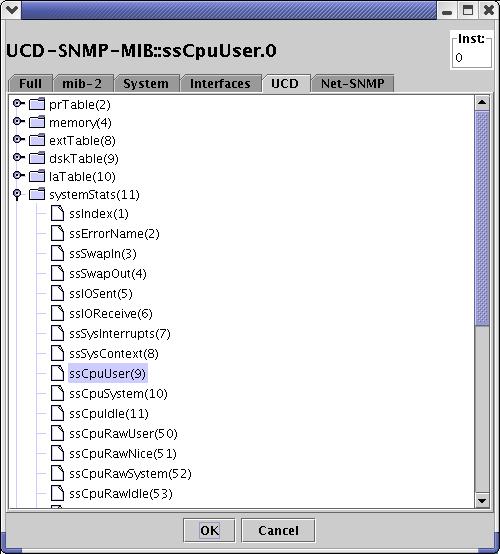 UCD-SNMP-MIB::ssCpuUser.0
Inst:
0
Full mib-2 System Interfaces UCD Net-SNMP
prTable(2)
memory(4)
extTable(8)
dskTable(9)
laTable(10)
systemStats(11)
ssIndex(1)
ssErrorName(2)
ssSwapIn(3)
ssSwapOut(4)
ssIOSent(5)
ssIOReceive(6)
ssSysInterrupts(7)
ssSysContext(8)
ssCpuUser(9)
ssCpuSystem(10)
ssCpuIdle(11)
ssCpuRawUser(50)
ssCpuRawNice(51)
ssCpuRawSystem(52)
ssCpuRawIdle(53)
OK Cancel